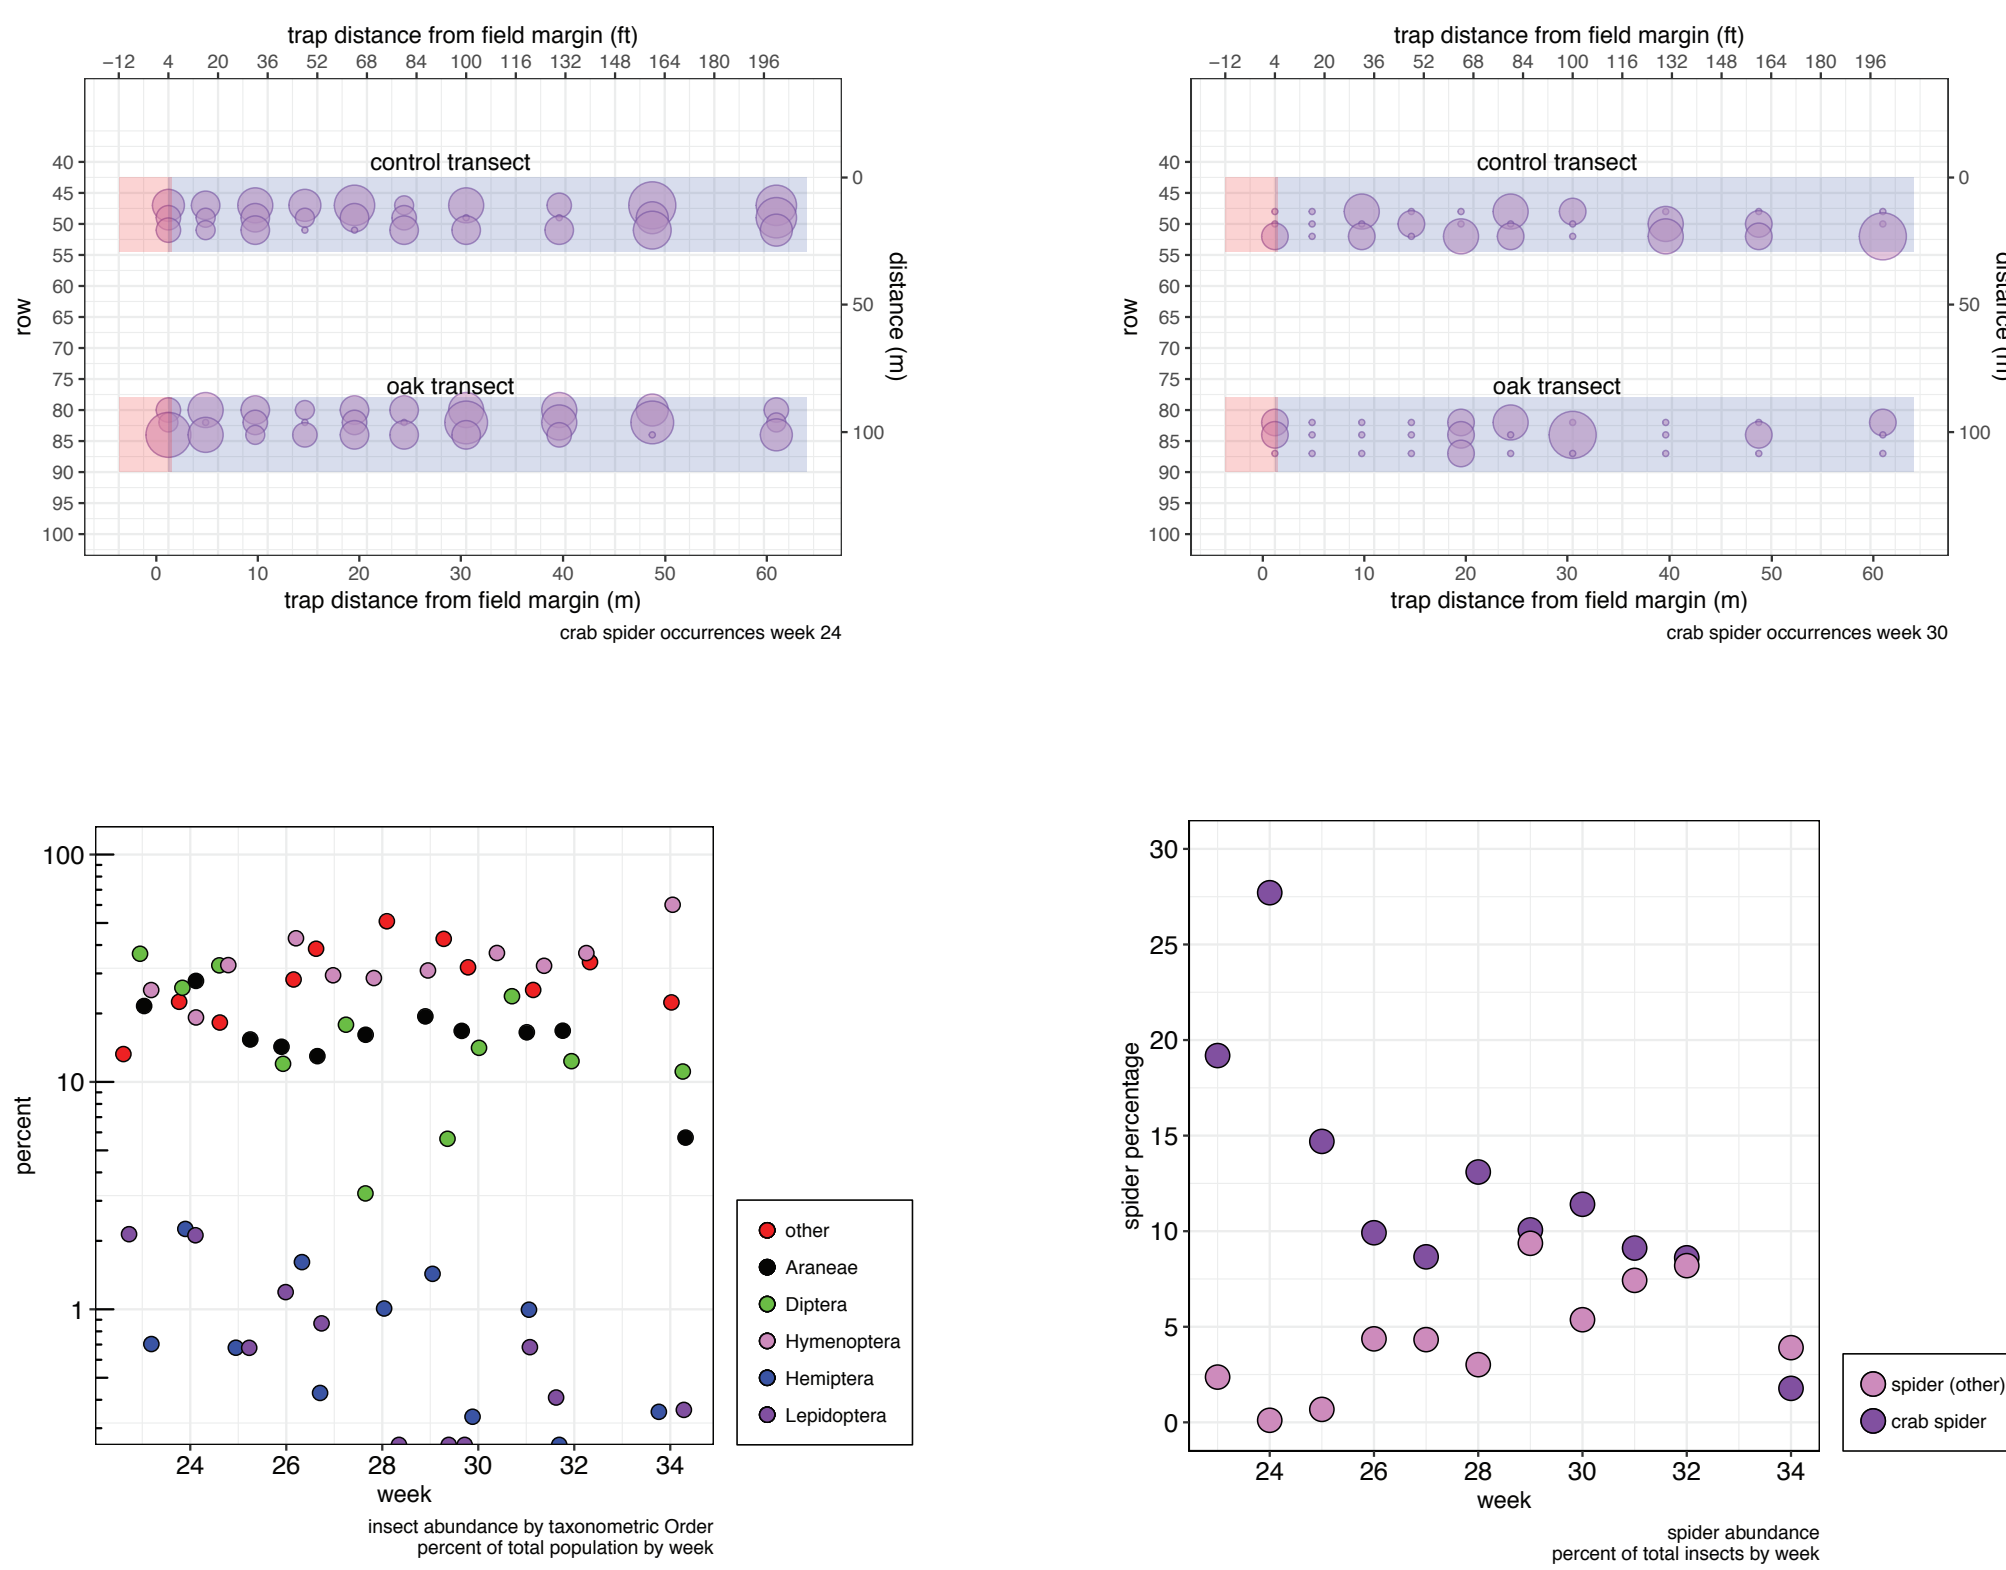 trap distance from field margin (ft)
−12 4 20 36 52 68 84 100 116 132 148 164 180 196
control transect
oak transect
row
40
45
50
55
60
65
70
75
80
85
90
95
100
0
50
100
distance (m)
0 10 20 30 40 50 60
trap distance from field margin (m)
crab spider occurrences week 24
trap distance from field margin (ft)
−12 4 20 36 52 68 84 100 116 132 148 164 180 196
control transect
oak transect
row
40
45
50
55
60
65
70
75
80
85
90
95
100
0
50
100
distance (m)
0 10 20 30 40 50 60
trap distance from field margin (m)
crab spider occurrences week 30
percent
100
10
1
24 26 28 30 32 34
week
other
Araneae
Diptera
Hymenoptera
Hemiptera
Lepidoptera
insect abundance by taxonometric Order
percent of total population by week
spider percentage
30
25
20
15
10
5
0
24 26 28 30 32 34
week
spider (other)
crab spider
spider abundance
percent of total insects by week